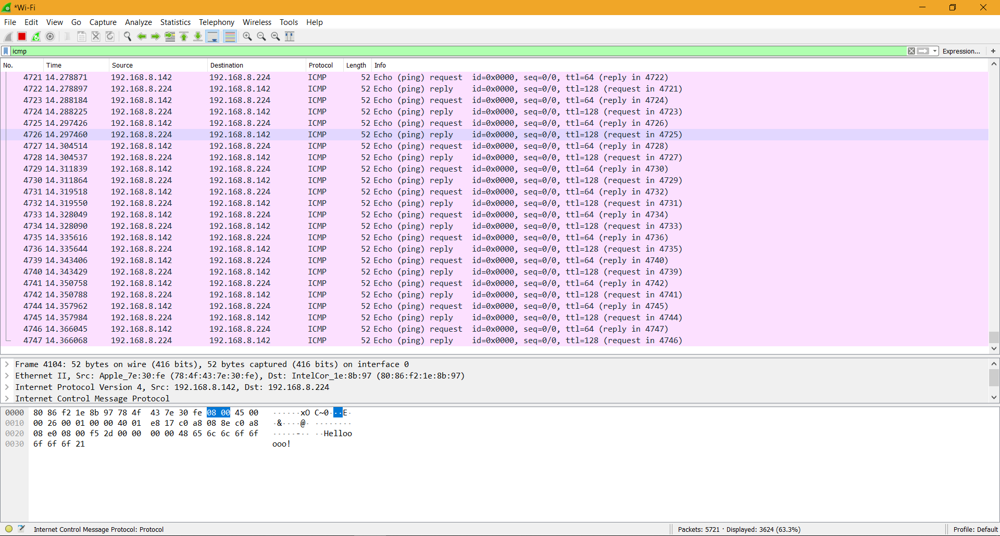 *Wi-Fi
File Edit View Go Capture Analyze Statistics Telephony Wireless Tools Help
icmp Expression... +
No. Time Source Destination Protocol Length Info
4721 14.278871 192.168.8.142 192.168.8.224 ICMP 52 Echo (ping) request id=0x0000, seq=0/0, ttl=64 (reply in 4722)
4722 14.278897 192.168.8.224 192.168.8.142 ICMP 52 Echo (ping) reply id=0x0000, seq=0/0, ttl=128 (request in 4721)
4723 14.288184 192.168.8.142 192.168.8.224 ICMP 52 Echo (ping) request id=0x0000, seq=0/0, ttl=64 (reply in 4724)
4724 14.288225 192.168.8.224 192.168.8.142 ICMP 52 Echo (ping) reply id=0x0000, seq=0/0, ttl=128 (request in 4723)
4725 14.297426 192.168.8.142 192.168.8.224 ICMP 52 Echo (ping) request id=0x0000, seq=0/0, ttl=64 (reply in 4726)
4726 14.297460 192.168.8.224 192.168.8.142 ICMP 52 Echo (ping) reply id=0x0000, seq=0/0, ttl=128 (request in 4725)
4727 14.304514 192.168.8.142 192.168.8.224 ICMP 52 Echo (ping) request id=0x0000, seq=0/0, ttl=64 (reply in 4728)
4728 14.304537 192.168.8.224 192.168.8.142 ICMP 52 Echo (ping) reply id=0x0000, seq=0/0, ttl=128 (request in 4727)
4729 14.311839 192.168.8.142 192.168.8.224 ICMP 52 Echo (ping) request id=0x0000, seq=0/0, ttl=64 (reply in 4730)
4730 14.311864 192.168.8.224 192.168.8.142 ICMP 52 Echo (ping) reply id=0x0000, seq=0/0, ttl=128 (request in 4729)
4731 14.319518 192.168.8.142 192.168.8.224 ICMP 52 Echo (ping) request id=0x0000, seq=0/0, ttl=64 (reply in 4732)
4732 14.319550 192.168.8.224 192.168.8.142 ICMP 52 Echo (ping) reply id=0x0000, seq=0/0, ttl=128 (request in 4731)
4733 14.328049 192.168.8.142 192.168.8.224 ICMP 52 Echo (ping) request id=0x0000, seq=0/0, ttl=64 (reply in 4734)
4734 14.328090 192.168.8.224 192.168.8.142 ICMP 52 Echo (ping) reply id=0x0000, seq=0/0, ttl=128 (request in 4733)
4735 14.335616 192.168.8.142 192.168.8.224 ICMP 52 Echo (ping) request id=0x0000, seq=0/0, ttl=64 (reply in 4736)
4736 14.335644 192.168.8.224 192.168.8.142 ICMP 52 Echo (ping) reply id=0x0000, seq=0/0, ttl=128 (request in 4735)
4739 14.343406 192.168.8.142 192.168.8.224 ICMP 52 Echo (ping) request id=0x0000, seq=0/0, ttl=64 (reply in 4740)
4740 14.343429 192.168.8.224 192.168.8.142 ICMP 52 Echo (ping) reply id=0x0000, seq=0/0, ttl=128 (request in 4739)
4741 14.350758 192.168.8.142 192.168.8.224 ICMP 52 Echo (ping) request id=0x0000, seq=0/0, ttl=64 (reply in 4742)
4742 14.350788 192.168.8.224 192.168.8.142 ICMP 52 Echo (ping) reply id=0x0000, seq=0/0, ttl=128 (request in 4741)
4744 14.357962 192.168.8.142 192.168.8.224 ICMP 52 Echo (ping) request id=0x0000, seq=0/0, ttl=64 (reply in 4745)
4745 14.357984 192.168.8.224 192.168.8.142 ICMP 52 Echo (ping) reply id=0x0000, seq=0/0, ttl=128 (request in 4744)
4746 14.366045 192.168.8.142 192.168.8.224 ICMP 52 Echo (ping) request id=0x0000, seq=0/0, ttl=64 (reply in 4747)
4747 14.366068 192.168.8.224 192.168.8.142 ICMP 52 Echo (ping) reply id=0x0000, seq=0/0, ttl=128 (request in 4746)
Frame 4104: 52 bytes on wire (416 bits), 52 bytes captured (416 bits) on interface 0
Ethernet II, Src: Apple_7e:30:fe (78:4f:43:7e:30:fe), Dst: IntelCor_1e:8b:97 (80:86:f2:1e:8b:97)
Internet Protocol Version 4, Src: 192.168.8.142, Dst: 192.168.8.224
Internet Control Message Protocol
0000 80 86 f2 1e 8b 97 78 4f 43 7e 30 fe 08 00 45 00 ······xO C~0···E·
0010 00 26 00 01 00 00 40 01 e8 17 c0 a8 08 8e c0 a8 ·&····@· ········
0020 08 e0 08 00 f5 2d 00 00 00 00 48 65 6c 6c 6f 6f ·····-·· ··Helloo
0030 6f 6f 6f 21 ooo!
Internet Control Message Protocol: Protocol Packets: 5721 · Displayed: 3624 (63.3%) Profile: Default